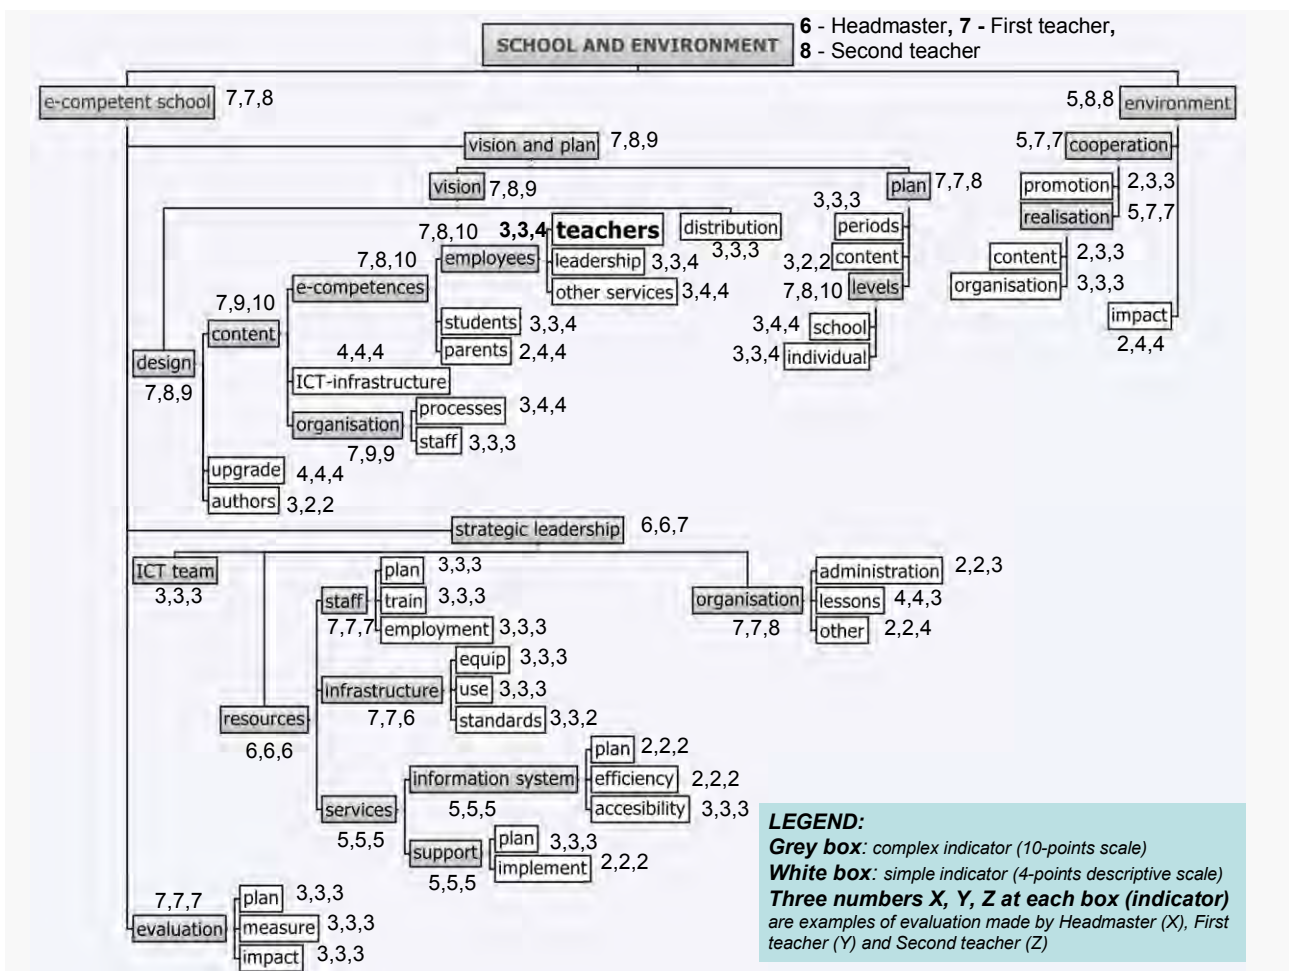 SCHOOL AND ENVIRONMENT
6 - Headmaster, 7 - First teacher,
8 - Second teacher
e-competent school 7,7,8
5,8,8 environment
vision and plan 7,8,9
5,7,7 cooperation
vision 7,8,9
plan 7,7,8
promotion 2,3,3
realisation 5,7,7
content 2,3,3
organisation 3,3,3
impact
2,4,4
3,3,3
periods
3,2,2 content
7,8,10 levels
3,4,4 school
3,3,4 individual
distribution
3,3,3
7,8,10
employees
3,3,4 teachers
leadership 3,3,4
other services 3,4,4
7,8,10
e-competences
students 3,3,4
parents 2,4,4
7,9,10
content
design
7,8,9
4,4,4
ICT-infrastructure
organisation
7,9,9
processes 3,4,4
staff 3,3,3
upgrade 4,4,4
authors 3,2,2
strategic leadership 6,6,7
ICT team
3,3,3
staff
7,7,7
plan 3,3,3
train 3,3,3
employment 3,3,3
organisation
7,7,8
administration 2,2,3
lessons 4,4,3
other 2,2,4
resources
6,6,6
infrastructure
7,7,6
equip 3,3,3
use 3,3,3
standards 3,3,2
services
5,5,5
information system
5,5,5
plan 2,2,2
efficiency 2,2,2
accesibility 3,3,3
support
5,5,5
plan 3,3,3
implement 2,2,2
7,7,7
evaluation
plan 3,3,3
measure 3,3,3
impact 3,3,3
LEGEND:
Grey box: complex indicator (10-points scale)
White box: simple indicator (4-points descriptive scale)
Three numbers X, Y, Z at each box (indicator)
are examples of evaluation made by Headmaster (X), First
teacher (Y) and Second teacher (Z)